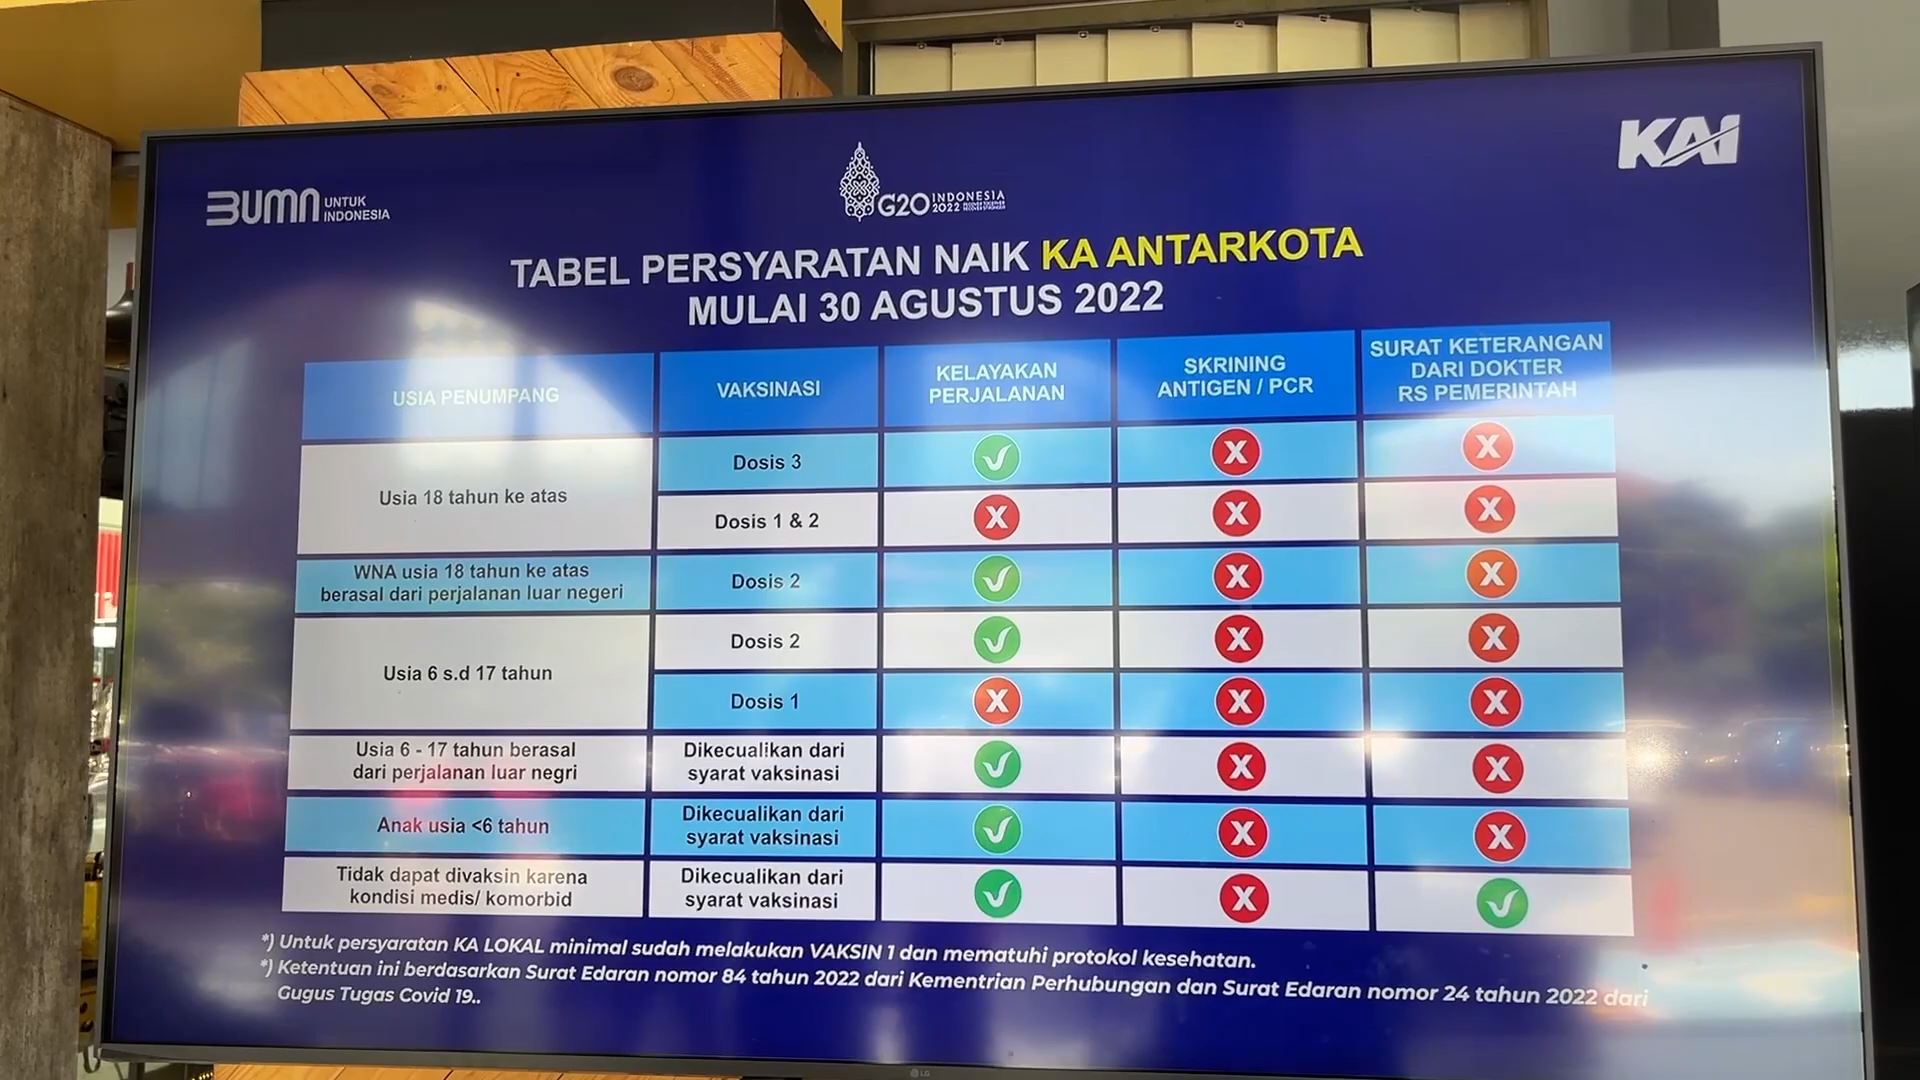 BUMN UNTUK INDONESIA
G20 INDONESIA 2022
KAI
TABEL PERSYARATAN NAIK KA ANTARKOTA
MULAI 30 AGUSTUS 2022
USIA PENUMPANG
VAKSINASI
KELAYAKAN
PERJALANAN
SKRINING
ANTIGEN / PCR
SURAT KETERANGAN
DARI DOKTER
RS PEMERINTAH
Usia 18 tahun ke atas
Dosis 3
X
X
Dosis 1 & 2
X
X
X
WNA usia 18 tahun ke atas
berasal dari perjalanan luar negeri
Dosis 2
X
X
Usia 6 s.d 17 tahun
Dosis 2
X
X
Dosis 1
X
X
X
Usia 6 - 17 tahun berasal
dari perjalanan luar negri
Dikecualikan dari
syarat vaksinasi
X
X
Anak usia <6 tahun
Dikecualikan dari
syarat vaksinasi
X
X
Tidak dapat divaksin karena
kondisi medis/ komorbid
Dikecualikan dari
syarat vaksinasi
X
*) Untuk persyaratan KA LOKAL minimal sudah melakukan VAKSIN 1 dan mematuhi protokol kesehatan.
*) Ketentuan ini berdasarkan Surat Edaran nomor 84 tahun 2022 dari Kementrian Perhubungan dan Surat Edaran nomor 24 tahun 2022 dari
Gugus Tugas Covid 19..
LG